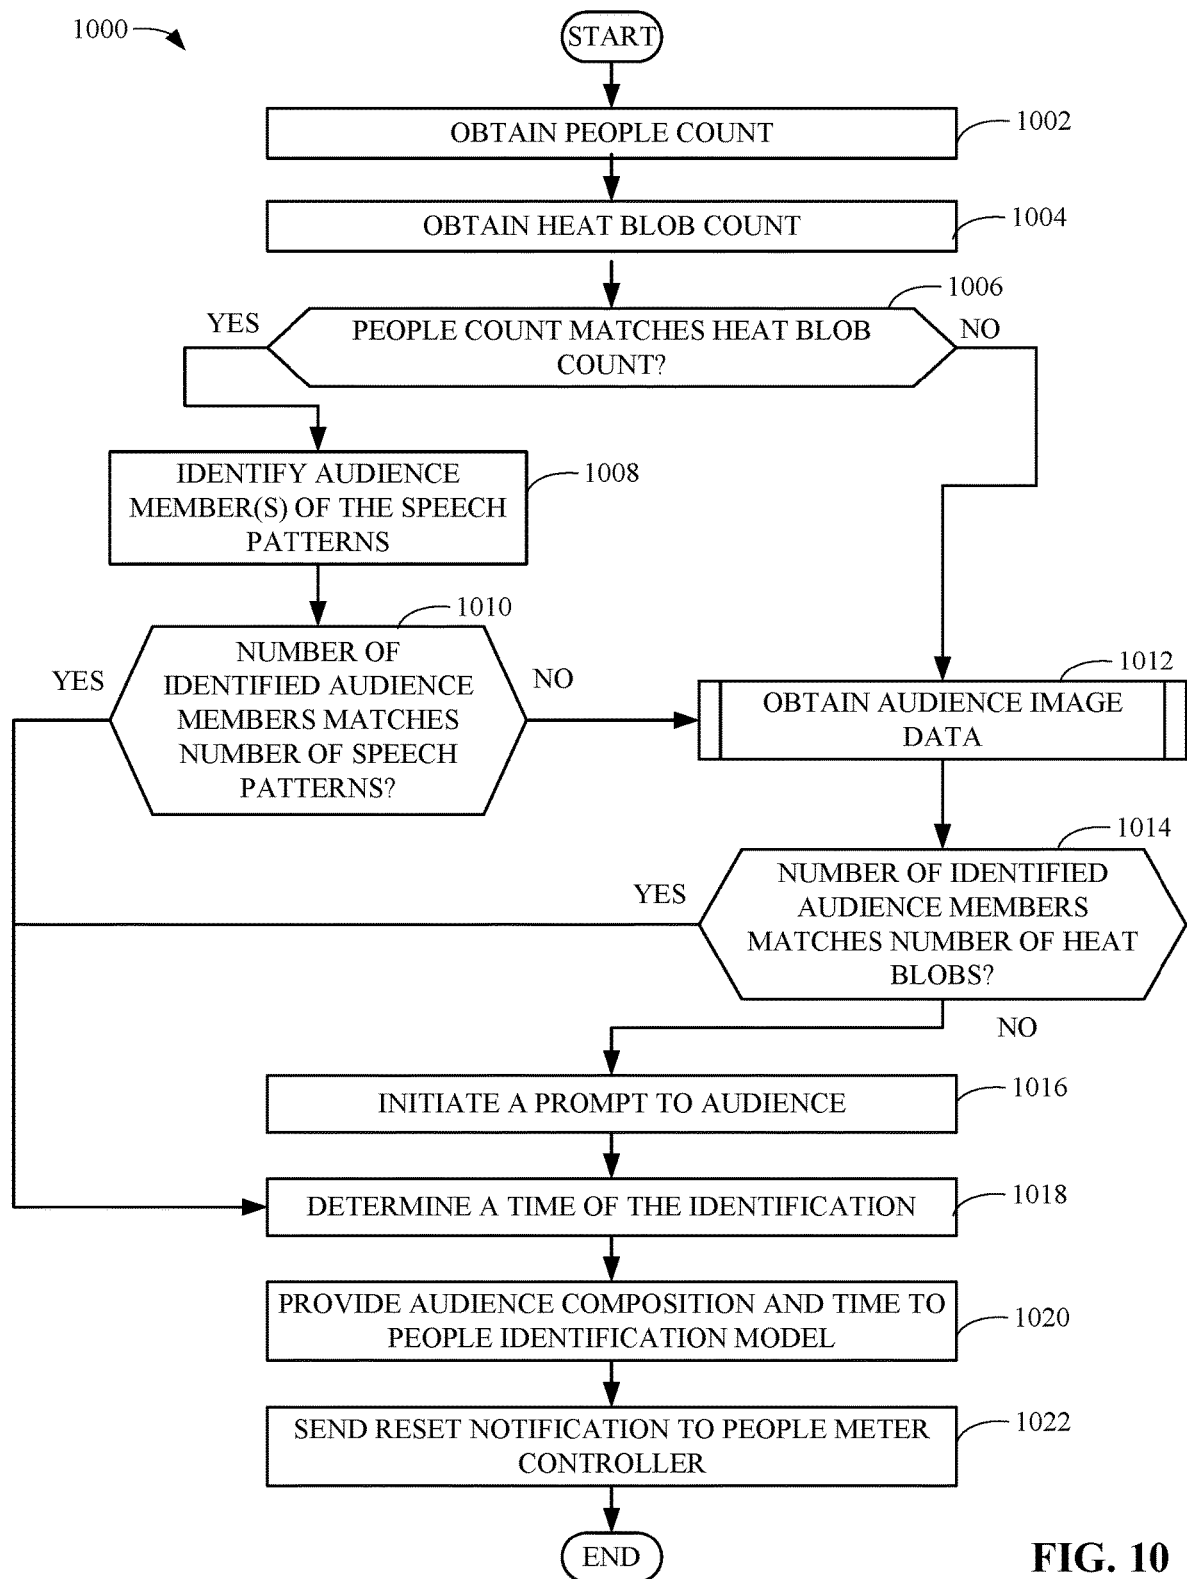 1000
START
OBTAIN PEOPLE COUNT
1002
OBTAIN HEAT BLOB COUNT
1004
1006
YES
PEOPLE COUNT MATCHES HEAT BLOB
COUNT?
NO
IDENTIFY AUDIENCE
MEMBER(S) OF THE SPEECH
PATTERNS
1008
1010
YES
NUMBER OF
IDENTIFIED AUDIENCE
MEMBERS MATCHES
NUMBER OF SPEECH
PATTERNS?
NO
1012
OBTAIN AUDIENCE IMAGE
DATA
1014
YES
NUMBER OF IDENTIFIED
AUDIENCE MEMBERS
MATCHES NUMBER OF HEAT
BLOBS?
NO
INITIATE A PROMPT TO AUDIENCE
1016
DETERMINE A TIME OF THE IDENTIFICATION
1018
PROVIDE AUDIENCE COMPOSITION AND TIME TO
PEOPLE IDENTIFICATION MODEL
1020
SEND RESET NOTIFICATION TO PEOPLE METER
CONTROLLER
1022
END
FIG. 10